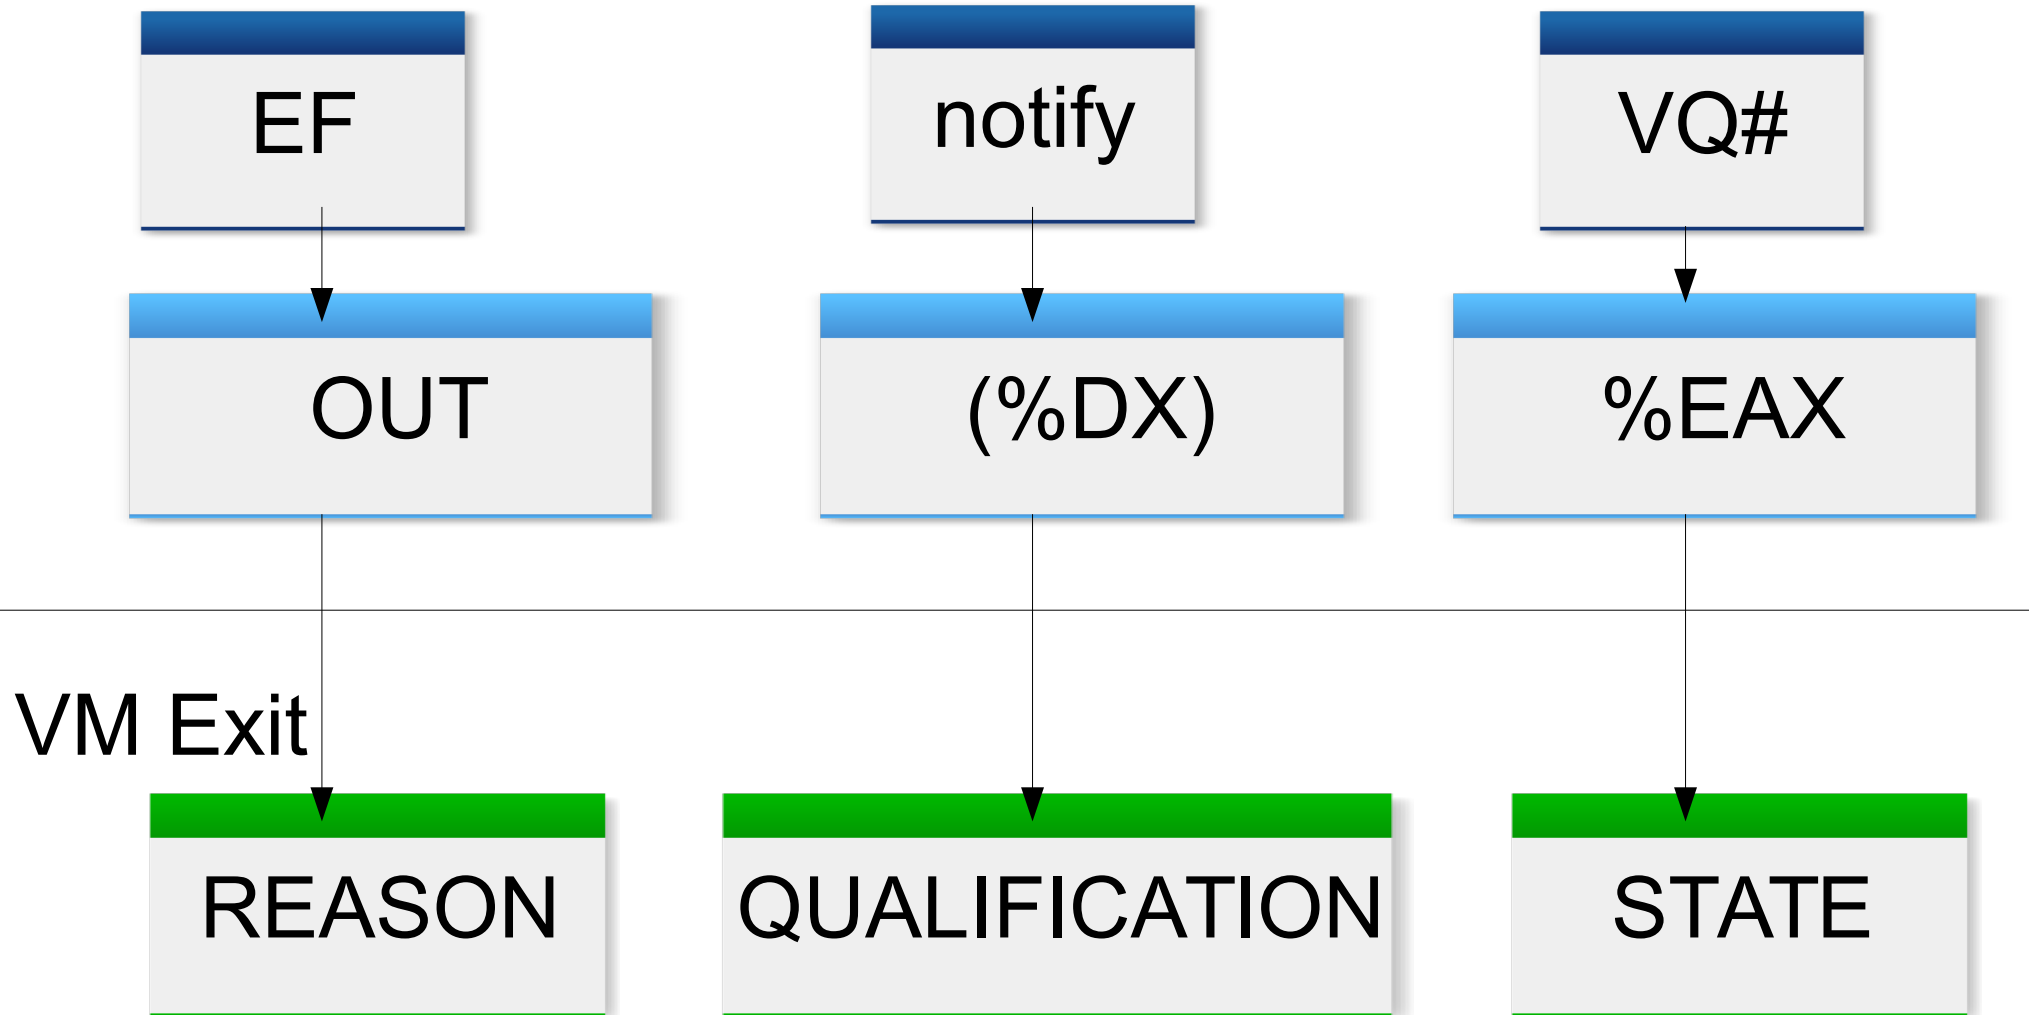 EF
notify
VQ#
OUT
(%DX)
%EAX
VM Exit
REASON
QUALIFICATION
STATE